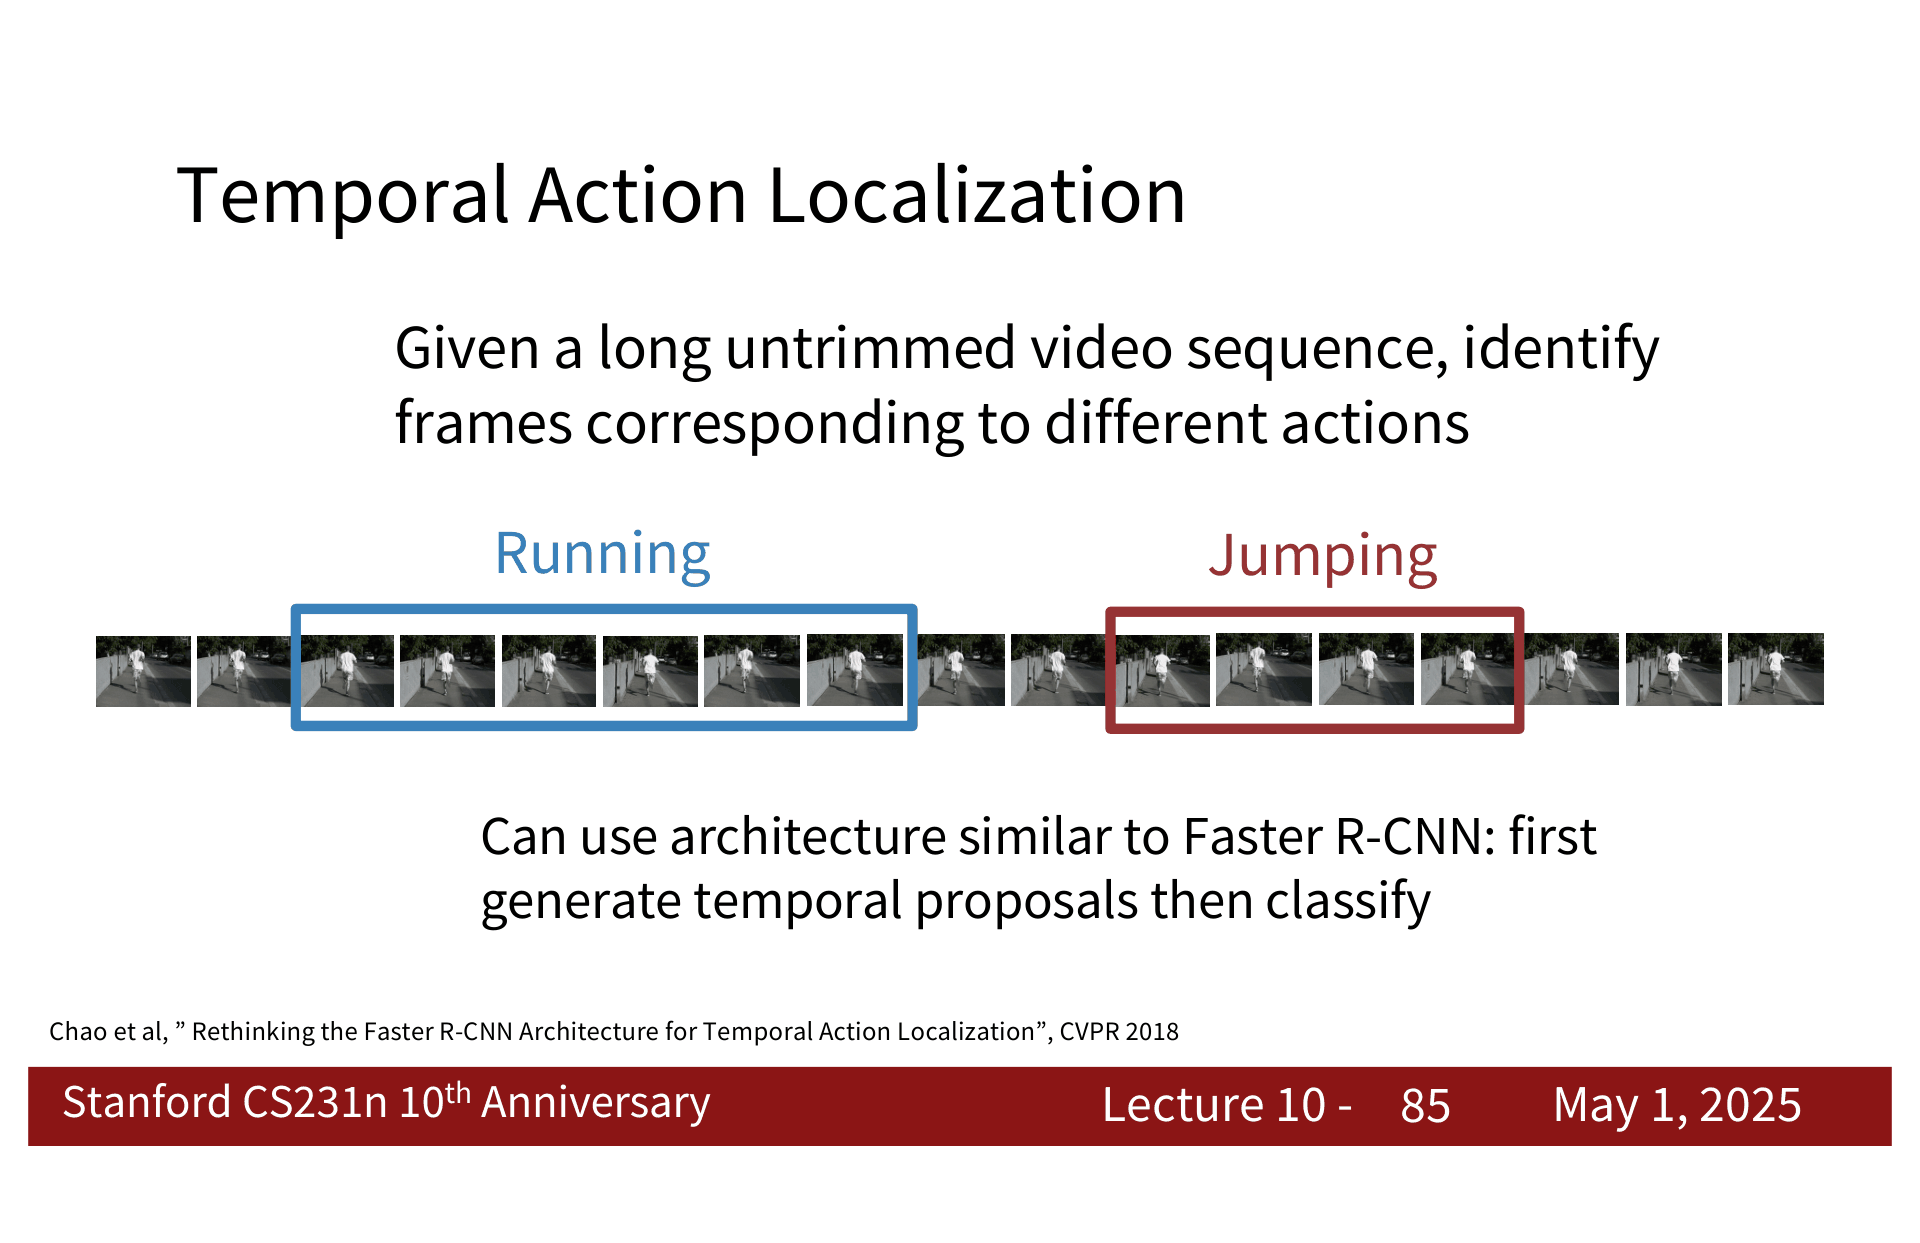 Temporal Action Localization
Given a long untrimmed video sequence, identify
frames corresponding to different actions
Running
Jumping
Can use architecture similar to Faster R-CNN: first
generate temporal proposals then classify
Chao et al, ” Rethinking the Faster R-CNN Architecture for Temporal Action Localization”, CVPR 2018
Stanford CS231n 10th Anniversary
Lecture 10 - 85
May 1, 2025